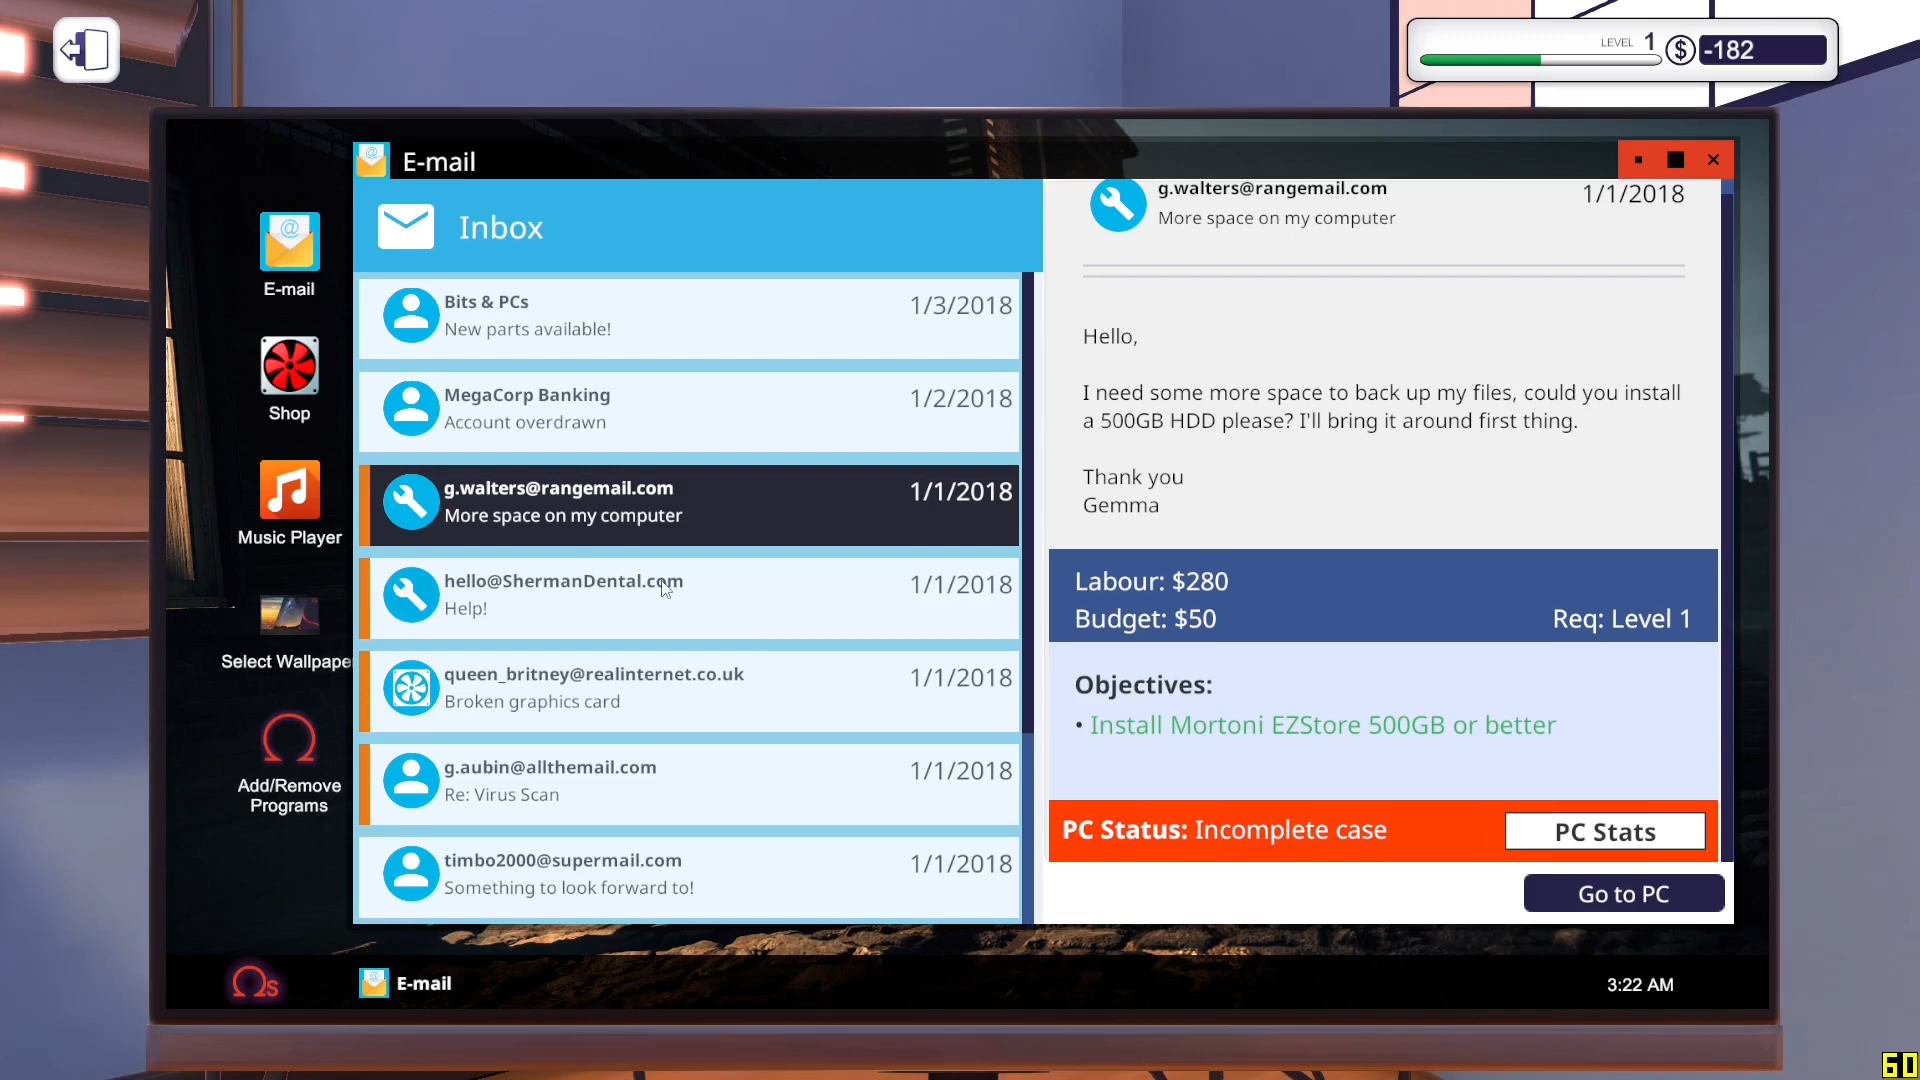 LEVEL 1 $ -182
E-mail
Inbox
E-mail
Shop
Music Player
Select Wallpape
Add/Remove
Programs
Bits & PCs 1/3/2018
New parts available!
MegaCorp Banking 1/2/2018
Account overdrawn
g.walters@rangemail.com 1/1/2018
More space on my computer
hello@ShermanDental.com 1/1/2018
Help!
queen_britney@realinternet.co.uk 1/1/2018
Broken graphics card
g.aubin@allthemail.com 1/1/2018
Re: Virus Scan
timbo2000@supermail.com 1/1/2018
Something to look forward to!
g.walters@rangemail.com 1/1/2018
More space on my computer
Hello,
I need some more space to back up my files, could you install
a 500GB HDD please? I'll bring it around first thing.
Thank you
Gemma
Labour: $280
Budget: $50 Req: Level 1
Objectives:
• Install Mortoni EZStore 500GB or better
PC Status: Incomplete case PC Stats
Go to PC
Ωs E-mail 3:22 AM
60